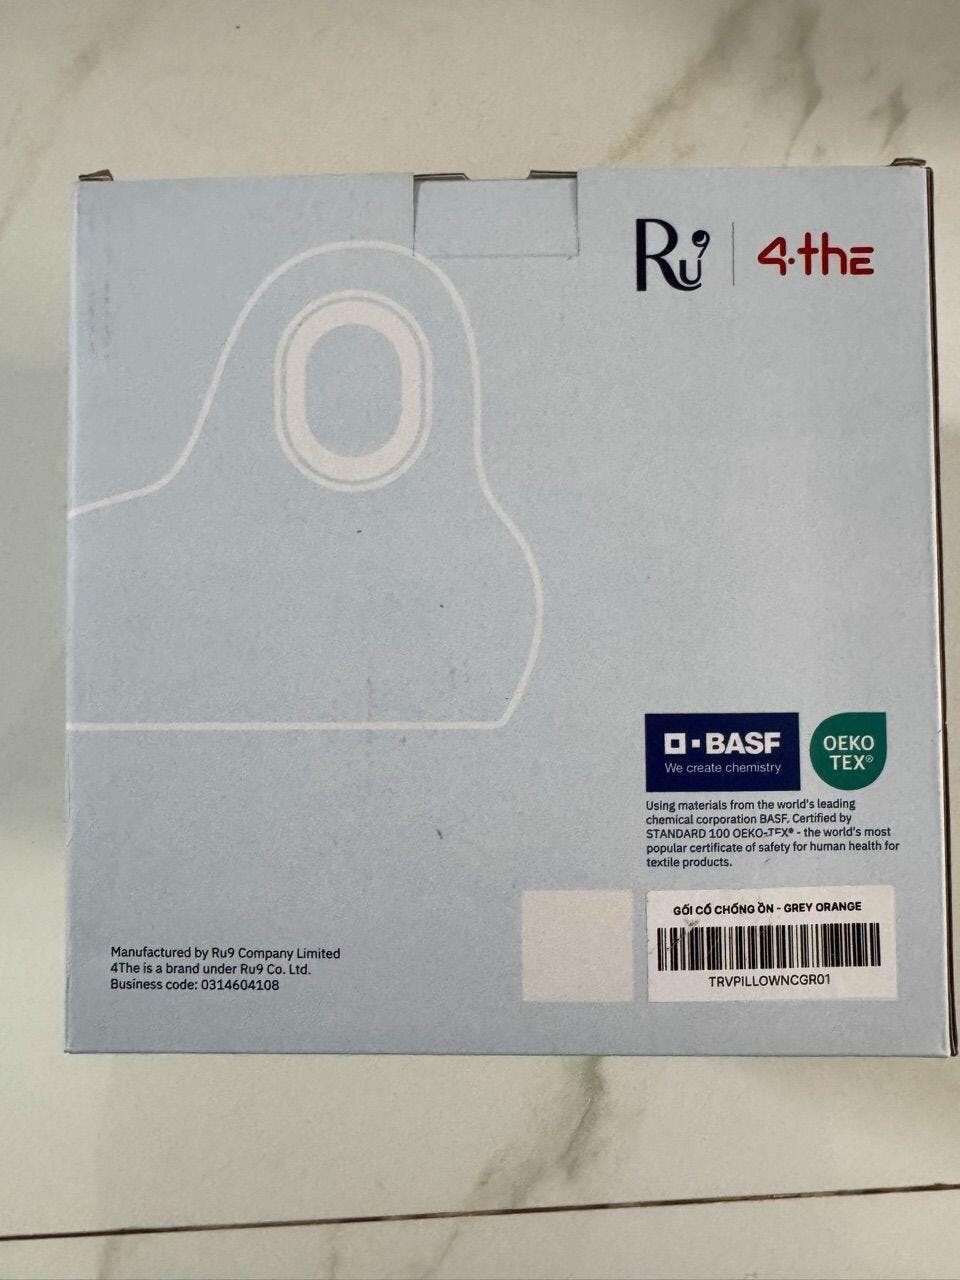 Ru9 | 4·the
BASF
We create chemistry
OEKO
TEX®
Using materials from the world's leading
chemical corporation BASF. Certified by
STANDARD 100 OEKO-TEX® - the world's most
popular certificate of safety for human health for
textile products.
GỐI CỔ CHỐNG ỒN - GREY ORANGE
TRVPILLOWNCGR01
Manufactured by Ru9 Company Limited
4The is a brand under Ru9 Co. Ltd.
Business code: 0314604108